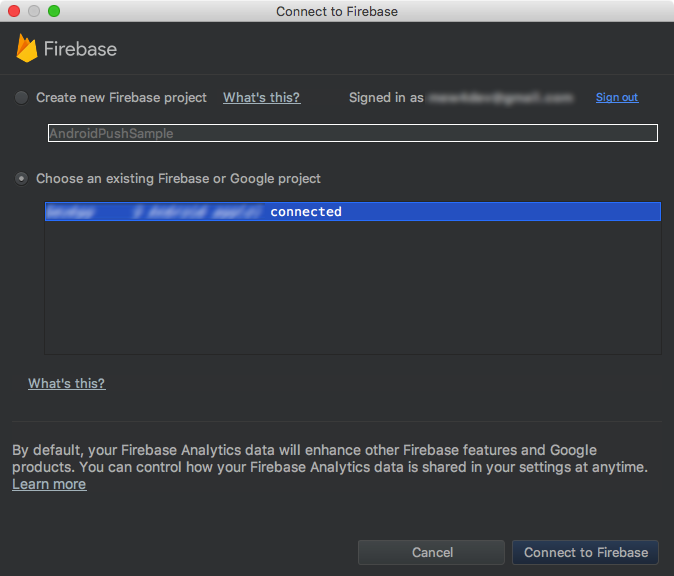 Connect to Firebase
Firebase
Create new Firebase project What's this? Signed in as Sign out
AndroidPushSample
Choose an existing Firebase or Google project
connected
What's this?
By default, your Firebase Analytics data will enhance other Firebase features and Google
products. You can control how your Firebase Analytics data is shared in your settings at anytime.
Learn more
Cancel Connect to Firebase